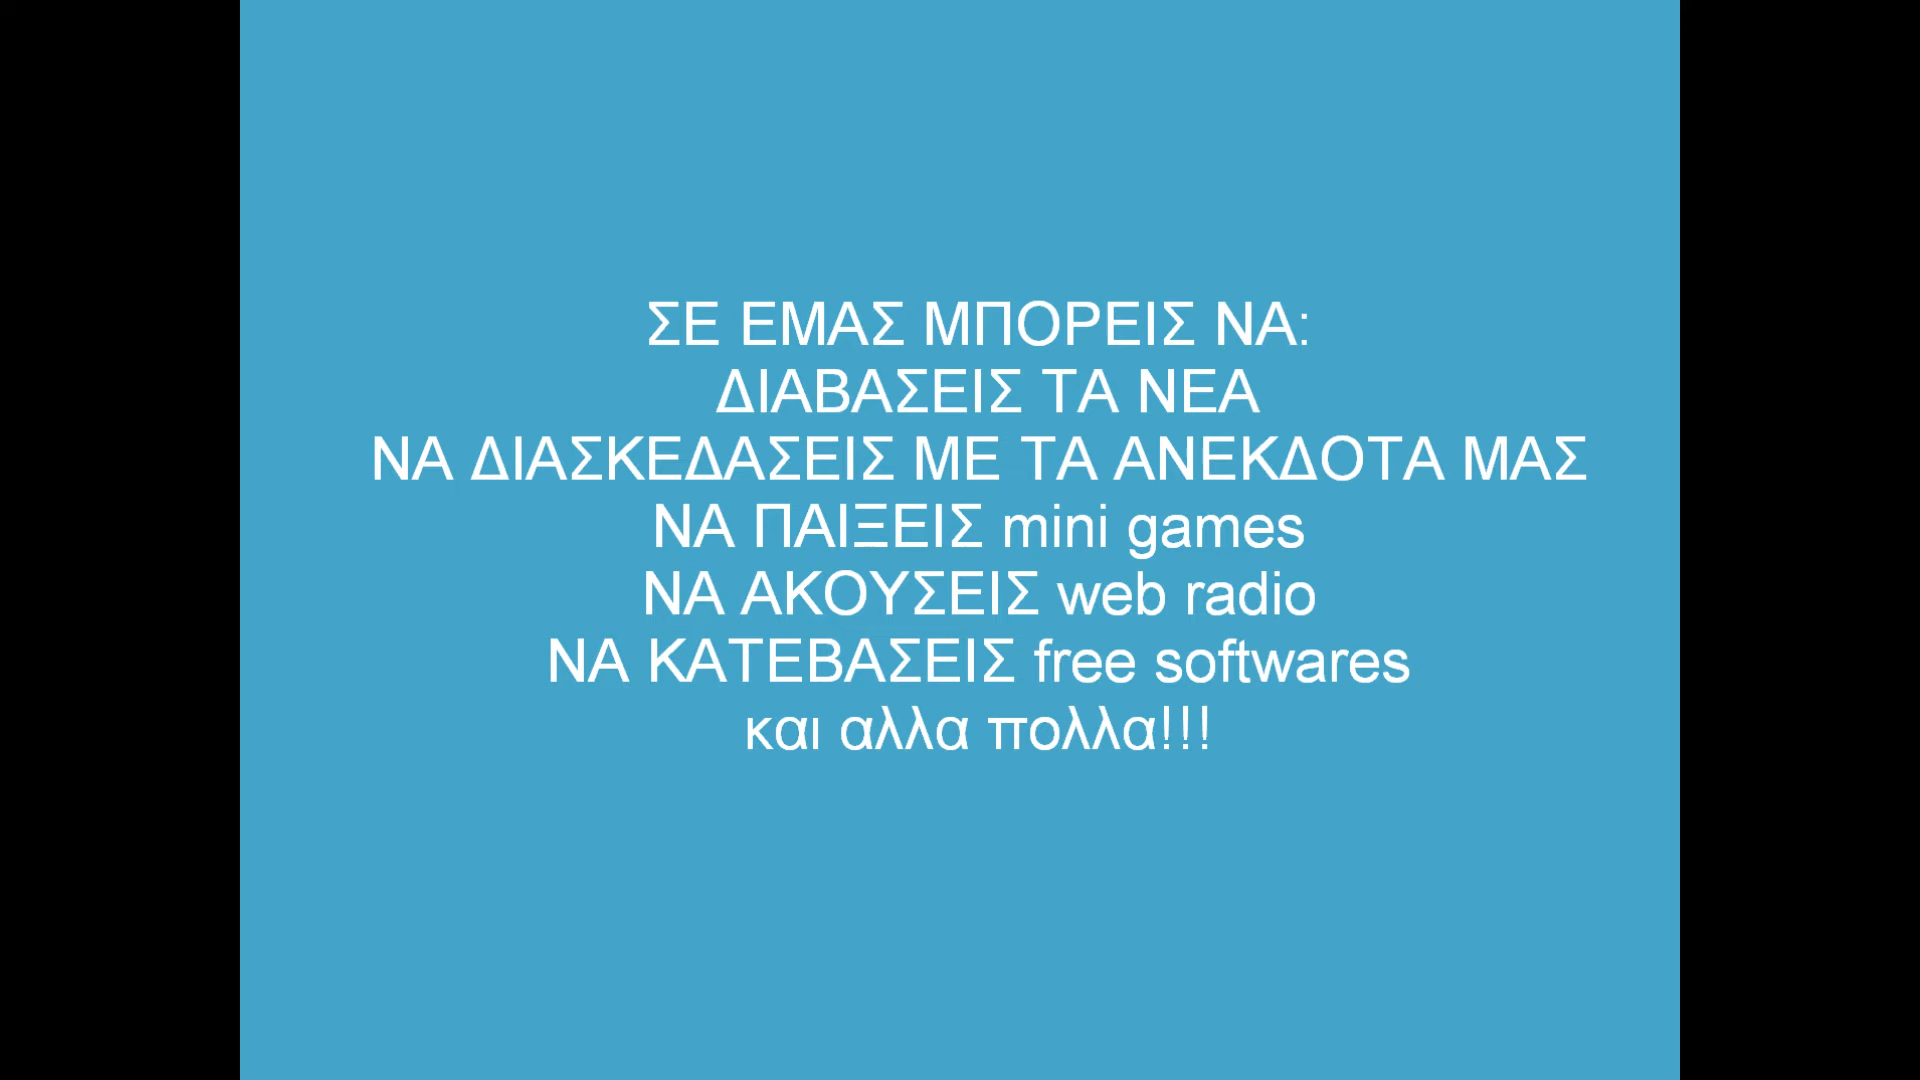 ΣΕ ΕΜΑΣ ΜΠΟΡΕΙΣ ΝΑ:
ΔΙΑΒΑΣΕΙΣ ΤΑ ΝΕΑ
ΝΑ ΔΙΑΣΚΕΔΑΣΕΙΣ ΜΕ ΤΑ ΑΝΕΚΔΟΤΑ ΜΑΣ
ΝΑ ΠΑΙΞΕΙΣ mini games
ΝΑ ΑΚΟΥΣΕΙΣ web radio
ΝΑ ΚΑΤΕΒΑΣΕΙΣ free softwares
και αλλα πολλα!!!